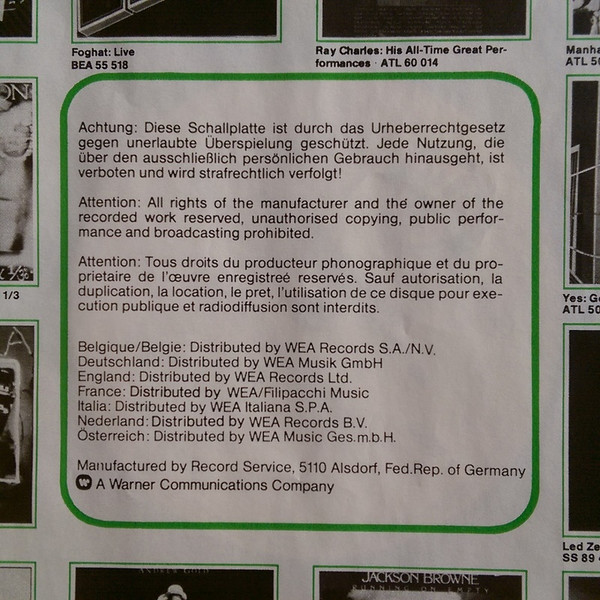 Foghat: Live
BEA 55 518
Ray Charles: His All-Time Great Per-
formances · ATL 60 014
Manha
ATL 50
ON
Achtung: Diese Schallplatte ist durch das Urheberrechtgesetz
gegen unerlaubte Überspielung geschützt. Jede Nutzung, die
über den ausschließlich persönlichen Gebrauch hinausgeht, ist
verboten und wird strafrechtlich verfolgt!
Attention: All rights of the manufacturer and the owner of the
recorded work reserved, unauthorised copying, public perfor-
mance and broadcasting prohibited.
Attention: Tous droits du producteur phonographique et du pro-
prietaire de l'œuvre enregistreé reservés. Sauf autorisation, la
duplication, la location, le pret, l'utilisation de ce disque pour exe-
cution publique et radiodiffusion sont interdits.
1/3
Yes: Go
ATL 50
Belgique/Belgie: Distributed by WEA Records S.A./N.V.
Deutschland: Distributed by WEA Musik GmbH
England: Distributed by WEA Records Ltd.
France: Distributed by WEA/Filipacchi Music
Italia: Distributed by WEA Italiana S.P.A.
Nederland: Distributed by WEA Records B.V.
Österreich: Distributed by WEA Music Ges.m.b.H.
Manufactured by Record Service, 5110 Alsdorf, Fed.Rep. of Germany
A Warner Communications Company
Led Ze
SS 89
ANDREW GOLD
JACKSON BROWNE
RUNNING ON EMPTY